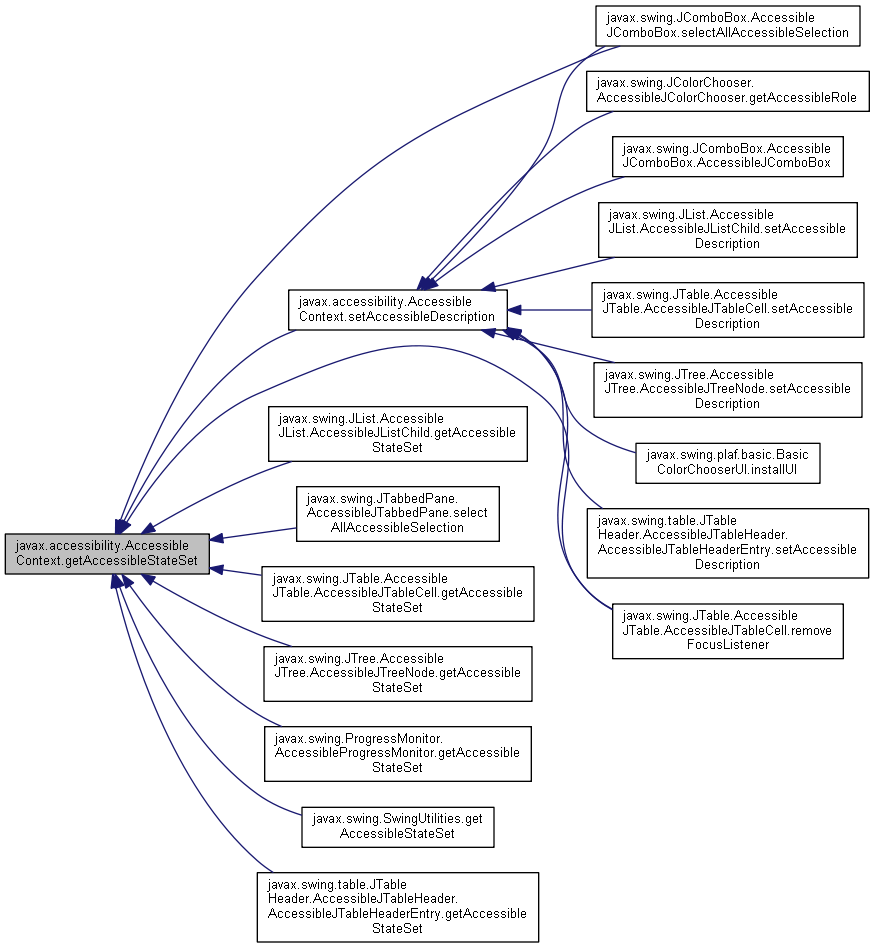 javax.swing.JComboBox.Accessible
JComboBox.selectAllAccessibleSelection
javax.swing.JColorChooser.
AccessibleJColorChooser.getAccessibleRole
javax.swing.JComboBox.Accessible
JComboBox.AccessibleJComboBox
javax.swing.JList.Accessible
JList.AccessibleJListChild.setAccessible
Description
javax.accessibility.Accessible
Context.setAccessibleDescription
javax.swing.JTable.Accessible
JTable.AccessibleJTableCell.setAccessible
Description
javax.swing.JTree.Accessible
JTree.AccessibleJTreeNode.setAccessible
Description
javax.swing.JList.Accessible
JList.AccessibleJListChild.getAccessible
StateSet
javax.swing.plaf.basic.Basic
ColorChooserUI.installUI
javax.swing.JTabbedPane.
AccessibleJTabbedPane.select
AllAccessibleSelection
javax.swing.table.JTable
Header.AccessibleJTableHeader.
AccessibleJTableHeaderEntry.setAccessible
Description
javax.accessibility.Accessible
Context.getAccessibleStateSet
javax.swing.JTable.Accessible
JTable.AccessibleJTableCell.getAccessible
StateSet
javax.swing.JTable.Accessible
JTable.AccessibleJTableCell.remove
FocusListener
javax.swing.JTree.Accessible
JTree.AccessibleJTreeNode.getAccessible
StateSet
javax.swing.ProgressMonitor.
AccessibleProgressMonitor.getAccessible
StateSet
javax.swing.SwingUtilities.get
AccessibleStateSet
javax.swing.table.JTable
Header.AccessibleJTableHeader.
AccessibleJTableHeaderEntry.getAccessible
StateSet